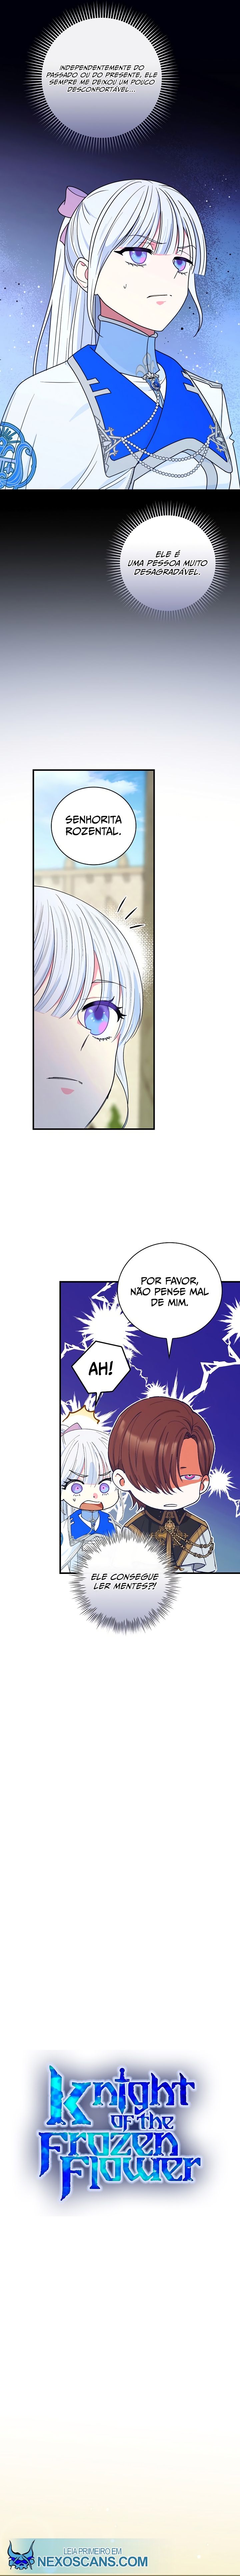 INDEPENDENTEMENTE DO
PASSADO OU DO PRESENTE, ELE
SEMPRE ME DEIXOU UM POUCO
DESCONFORTÁVEL...
ELE É
UMA PESSOA MUITO
DESAGRADÁVEL.
SENHORITA
ROZENTAL.
POR FAVOR,
NÃO PENSE MAL
DE MIM.
AH!
ELE CONSEGUE
LER MENTES?!
Knight
OF THE
FROZEN
FLOWER
LEIA PRIMEIRO EM
NEXOSCANS.COM